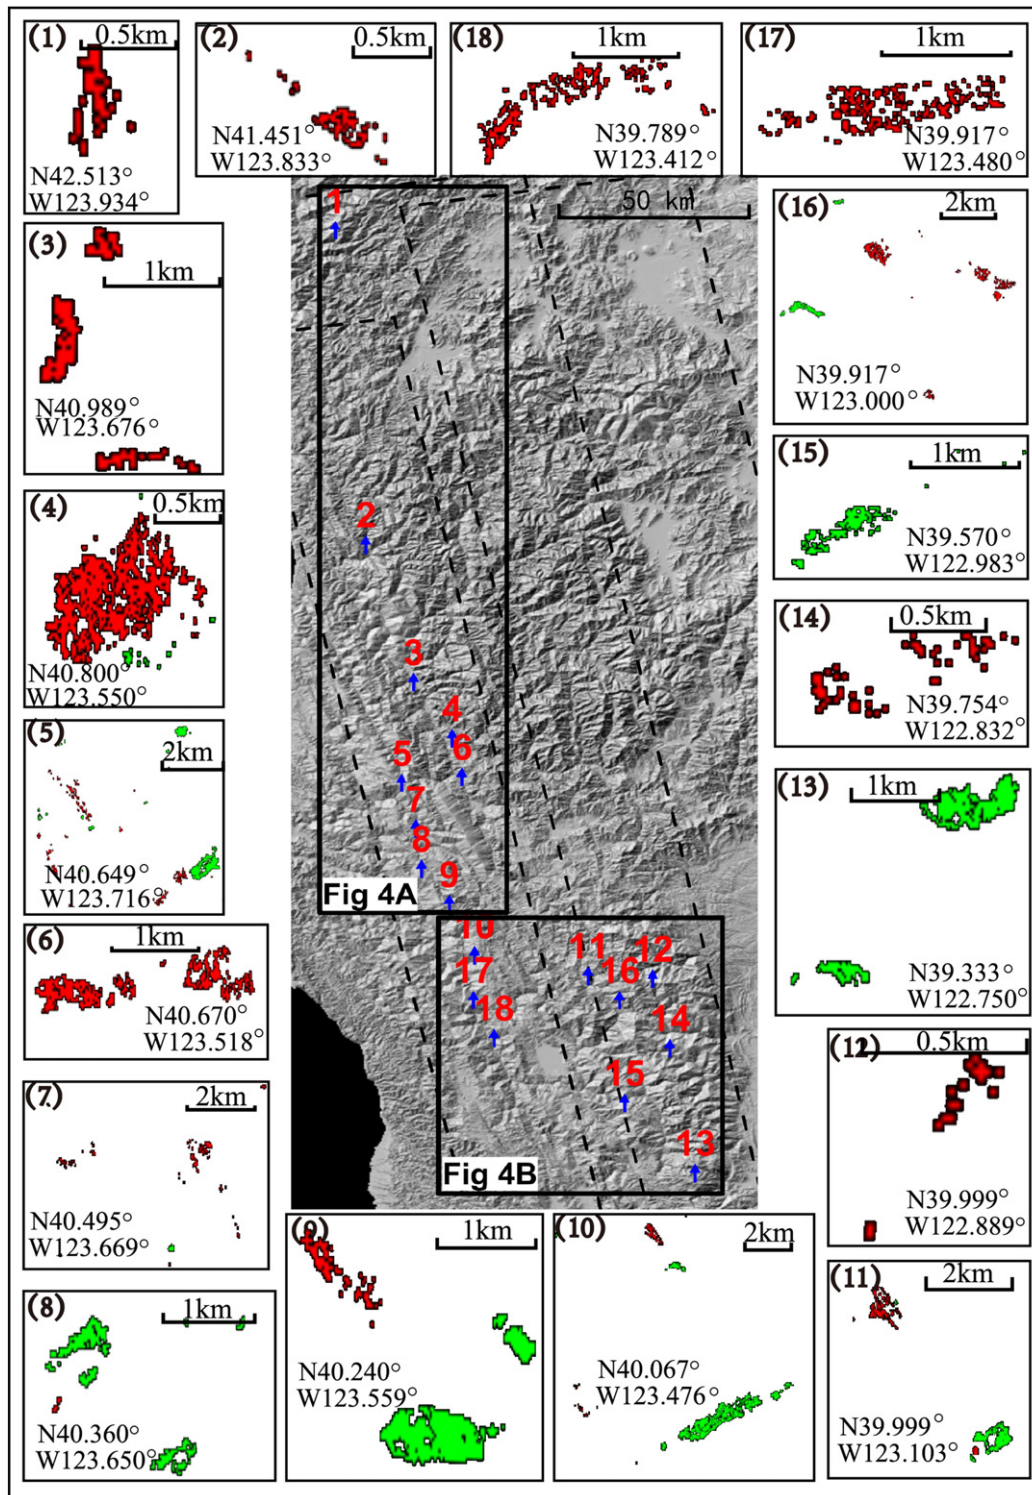 (1)
0.5km
N42.513°
W123.934°
(2)
0.5km
N41.451°
W123.833°
(18)
1km
N39.789°
W123.412°
(17)
1km
N39.917°
W123.480°
(3)
1km
N40.989°
W123.676°
(16)
2km
N39.917°
W123.000°
(4)
0.5km
N40.800°
W123.550°
(15)
1km
N39.570°
W122.983°
(5)
2km
N40.649°
W123.716°
(14)
0.5km
N39.754°
W122.832°
(6)
1km
N40.670°
W123.518°
(13)
1km
N39.333°
W122.750°
(7)
2km
N40.495°
W123.669°
(12)
0.5km
N39.999°
W122.889°
(8)
1km
N40.360°
W123.650°
(9)
1km
N40.240°
W123.559°
(10)
2km
N40.067°
W123.476°
(11)
2km
N39.999°
W123.103°
50 km
1
2
3
4
5
6
7
8
9
Fig 4A
10
11
12
17
16
18
14
15
13
Fig 4B